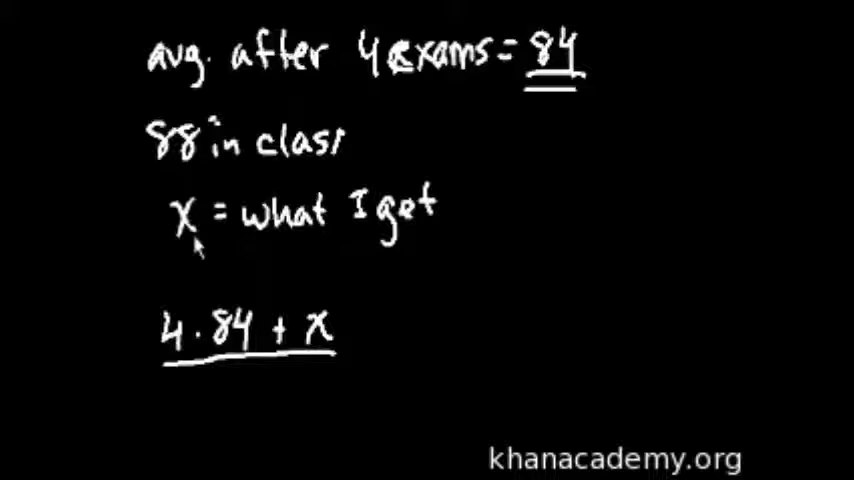 avg. after 4 exams = 84
88 in class
x = what I get
4 · 84 + x
khanacademy.org